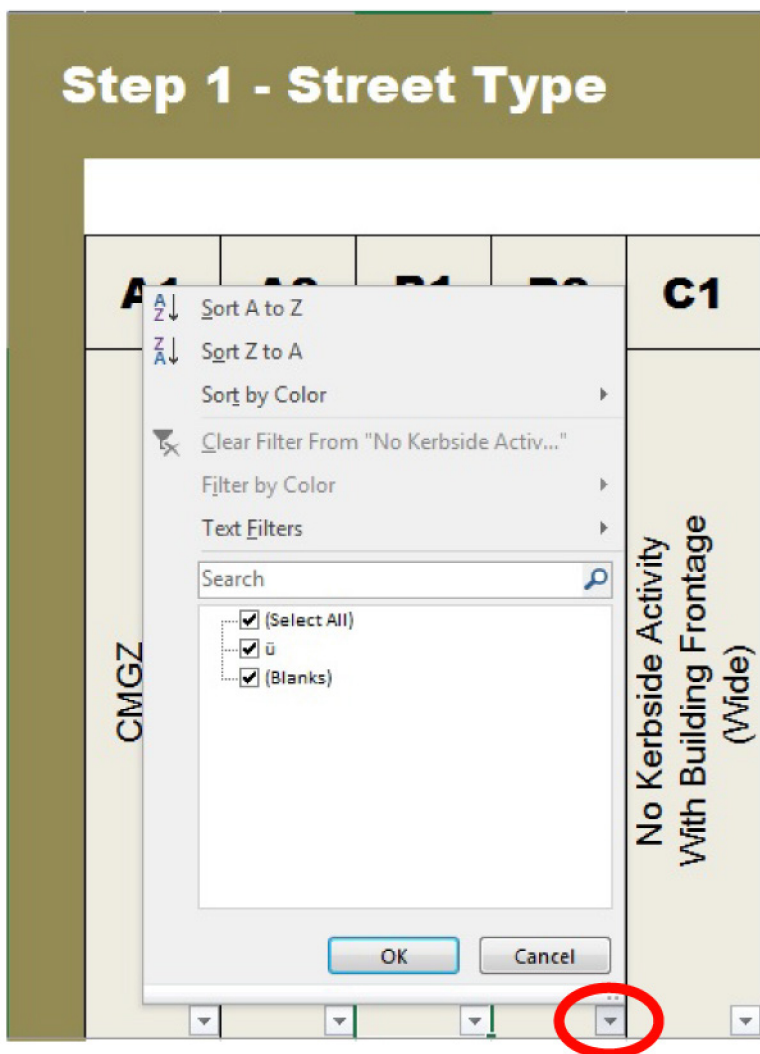 Step 1 - Street Type
C1
Sort A to Z
Sort Z to A
Sort by Color
Clear Filter From "No Kerbside Activ..."
Filter by Color
Text Filters
Search
(Select All)
ü
(Blanks)
OK
Cancel
CMGZ
No Kerbside Activity
With Building Frontage
(Wide)